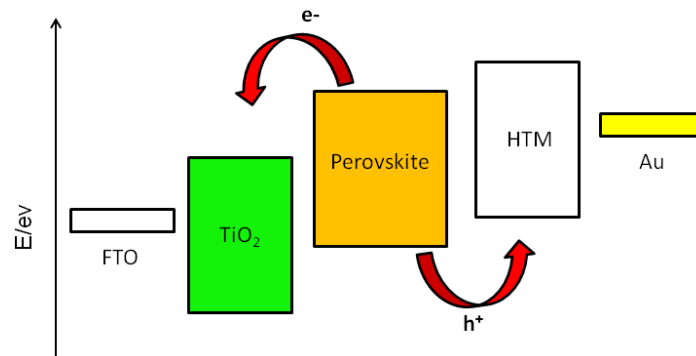 e-
HTM
Perovskite
Au
TiO₂
E/ev
FTO
h⁺